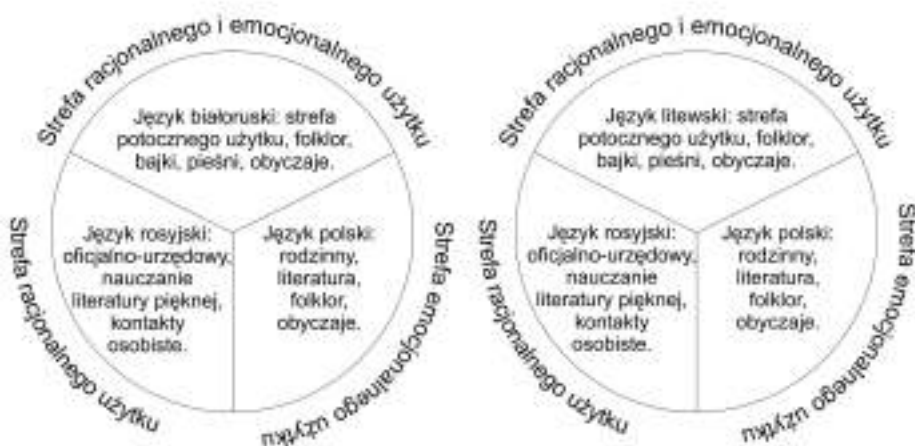 Strefa racjonalnego i emocjonalnego użytku
Język białoruski: strefa
potocznego użytku, folklor,
bajki, pieśni, obyczaje.
Język rosyjski:
oficjalno-urzędowy,
nauczanie
literatury pięknej,
kontakty
osobiste.
Język polski:
rodzinny,
literatura,
folklor,
obyczaje.
Strefa racjonalnego użytku
Strefa emocjonalnego użytku
Strefa racjonalnego i emocjonalnego użytku
Język litewski: strefa
potocznego użytku, folklor,
bajki, pieśni, obyczaje.
Język rosyjski:
oficjalno-urzędowy,
nauczanie
literatury pięknej,
kontakty
osobiste.
Język polski:
rodzinny,
literatura,
folklor,
obyczaje.
Strefa racjonalnego użytku
Strefa emocjonalnego użytku